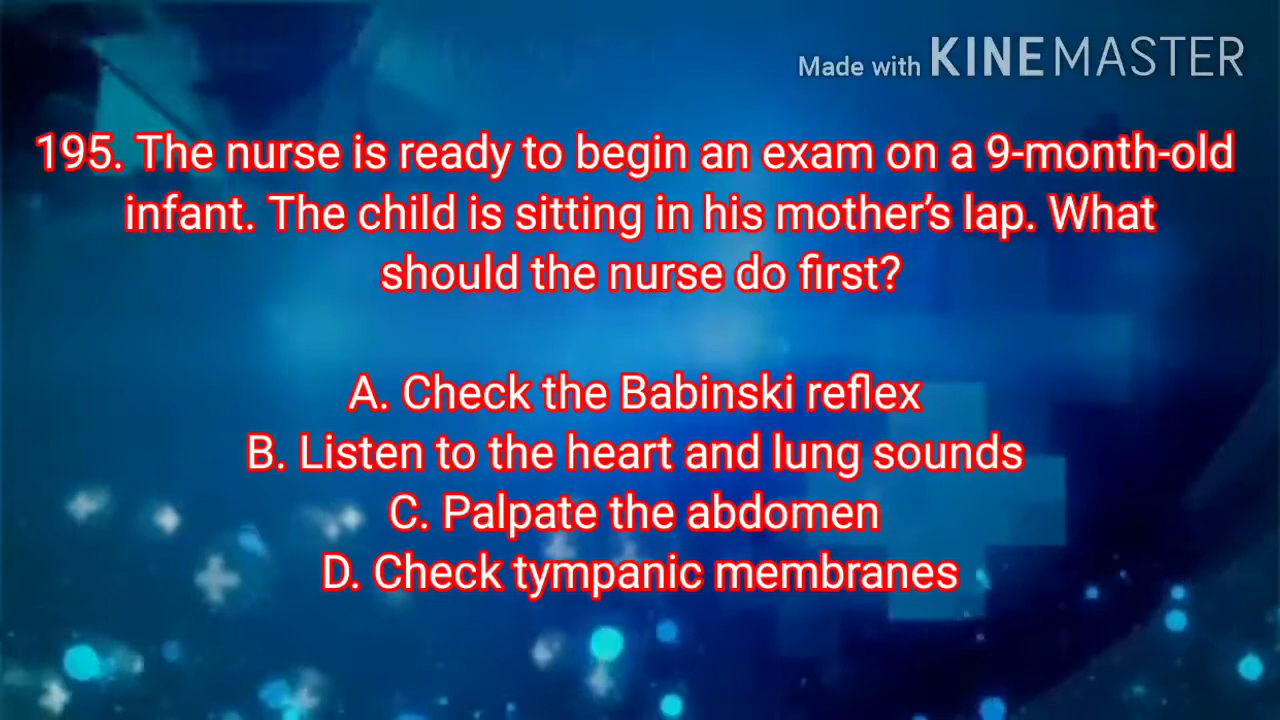 Made with KINEMASTER
195. The nurse is ready to begin an exam on a 9-month-old
infant. The child is sitting in his mother’s lap. What
should the nurse do first?
A. Check the Babinski reflex
B. Listen to the heart and lung sounds
C. Palpate the abdomen
D. Check tympanic membranes